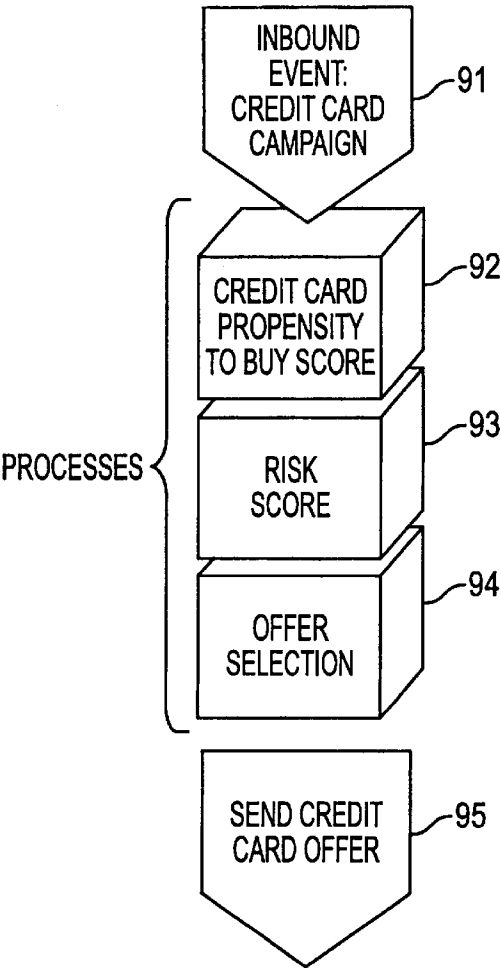 INBOUND
EVENT:
CREDIT CARD
CAMPAIGN
91
92
CREDIT CARD
PROPENSITY
TO BUY SCORE
93
PROCESSES
RISK
SCORE
94
OFFER
SELECTION
SEND CREDIT
CARD OFFER
95